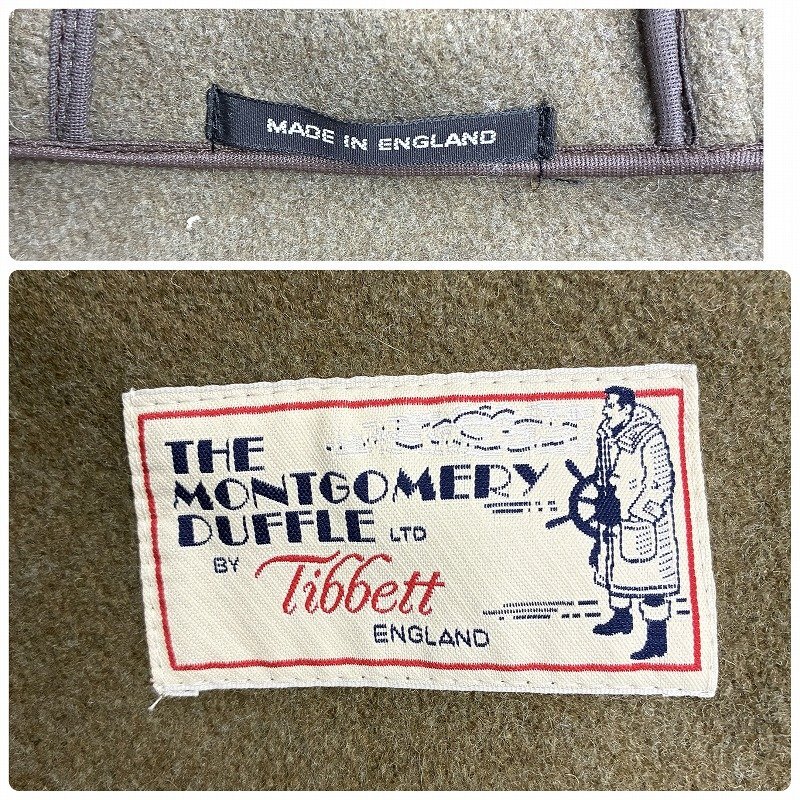 MADE IN ENGLAND
THE
MONTGOMERY
DUFFLE LTD
BY Tibbett
ENGLAND